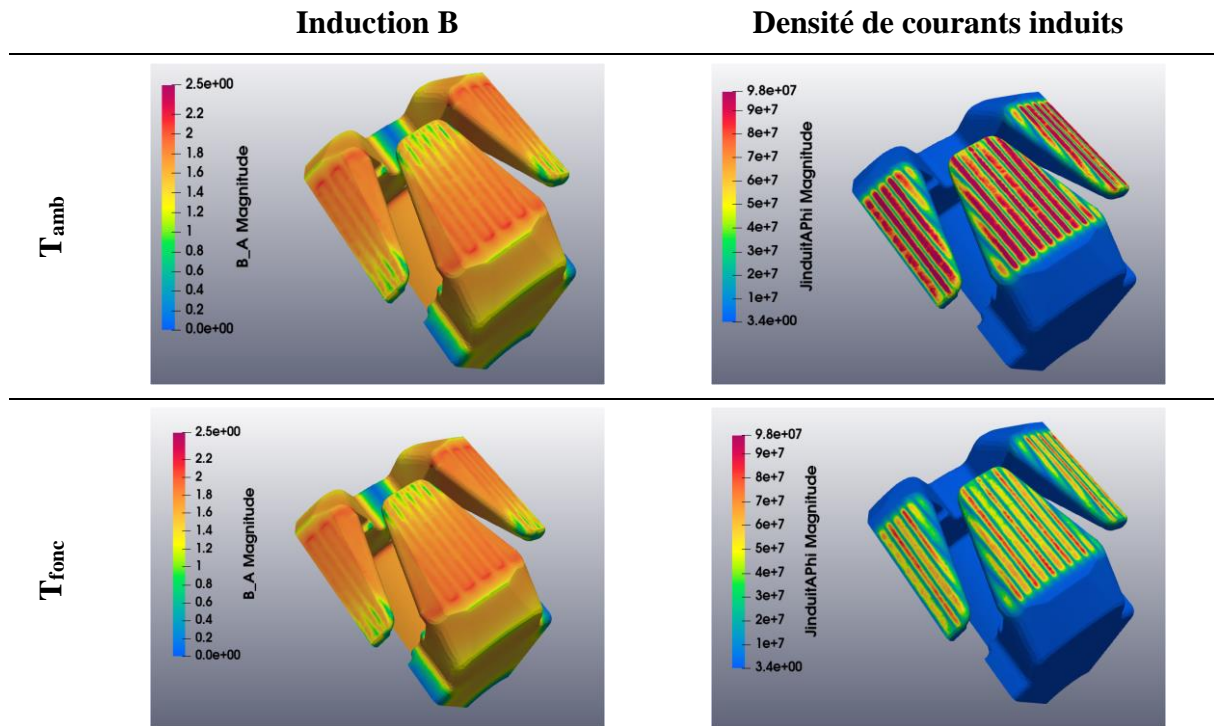 Induction B
Densité de courants induits
T_amb
2.5e+00
2.2
2
1.8
1.6
1.4
1.2
1
0.8
0.6
0.4
0.2
0.0e+00
B_A Magnitude
9.8e+07
9e+7
8e+7
7e+7
6e+7
5e+7
4e+7
3e+7
2e+7
1e+7
3.4e+00
JinduitAPhi Magnitude
T_fonc
2.5e+00
2.2
2
1.8
1.6
1.4
1.2
1
0.8
0.6
0.4
0.2
0.0e+00
B_A Magnitude
9.8e+07
9e+7
8e+7
7e+7
6e+7
5e+7
4e+7
3e+7
2e+7
1e+7
3.4e+00
JinduitAPhi Magnitude